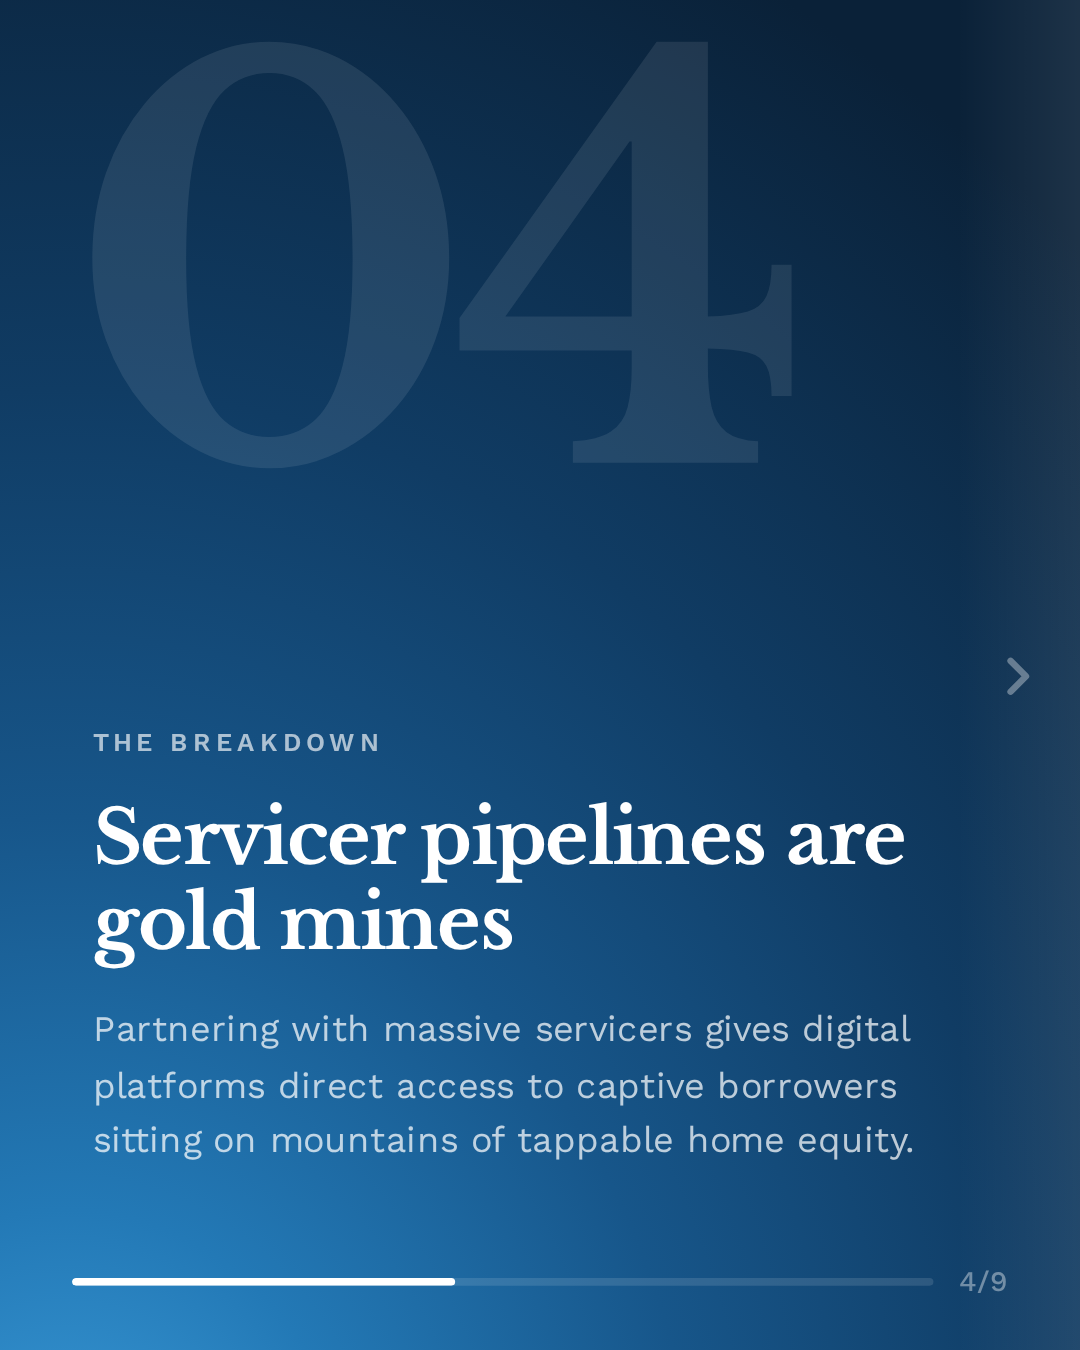 04
THE BREAKDOWN
Servicer pipelines are
gold mines
Partnering with massive servicers gives digital
platforms direct access to captive borrowers
sitting on mountains of tappable home equity.
4/9